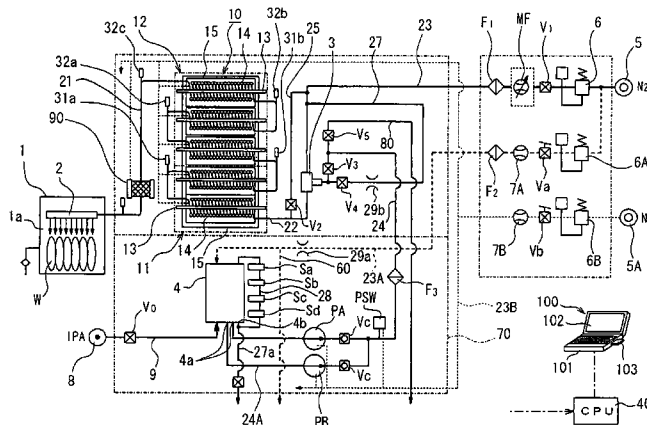 32c
12
10
32b
25
3
23
27
F1
MF
V1
6
5
15
14
13
31b
32a
21
31a
90
N2
V5
80
6A
V3
1
2
1a
F2
7A
Va
V4
29b
V2
24
22
13
14
15
11
7B
Vb
6B
N
5A
W
29a
60
23A
F3
Sa
Sb
28
Sc
Sd
4
4b
PA
PSW
Vc
23B
70
100
102
101
103
IPA
V0
8
9
4a
27a
24A
PB
Vc
CPU
40